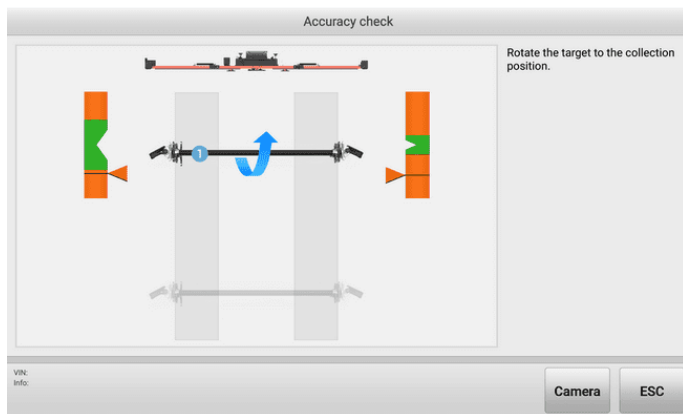 Accuracy check
Rotate the target to the collection
position.
1
VIN:
Info:
Camera
ESC